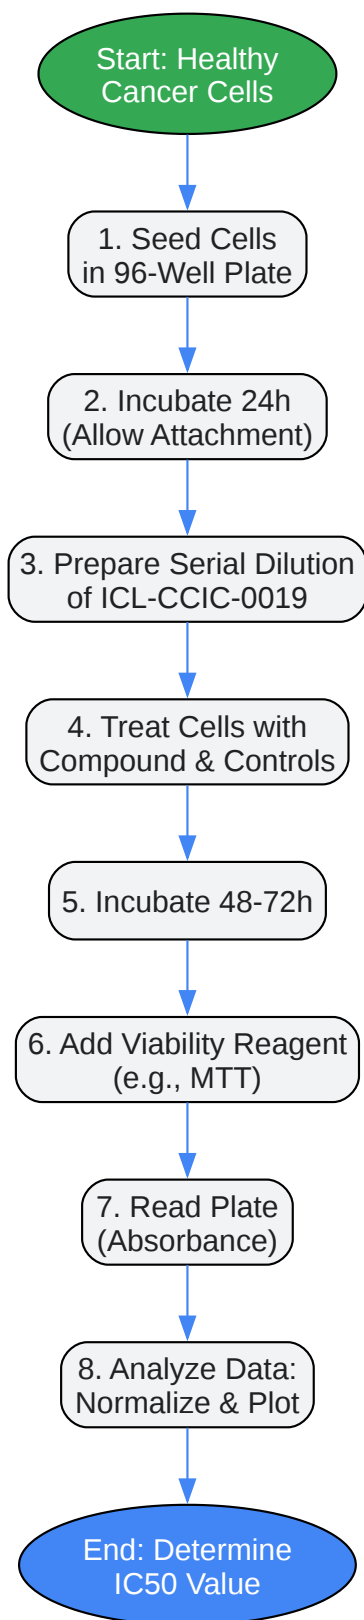 Start: Healthy
Cancer Cells
1. Seed Cells
in 96-Well Plate
2. Incubate 24h
(Allow Attachment)
3. Prepare Serial Dilution
of ICL-CCIC-0019
4. Treat Cells with
Compound & Controls
5. Incubate 48-72h
6. Add Viability Reagent
(e.g., MTT)
7. Read Plate
(Absorbance)
8. Analyze Data:
Normalize & Plot
End: Determine
IC50 Value